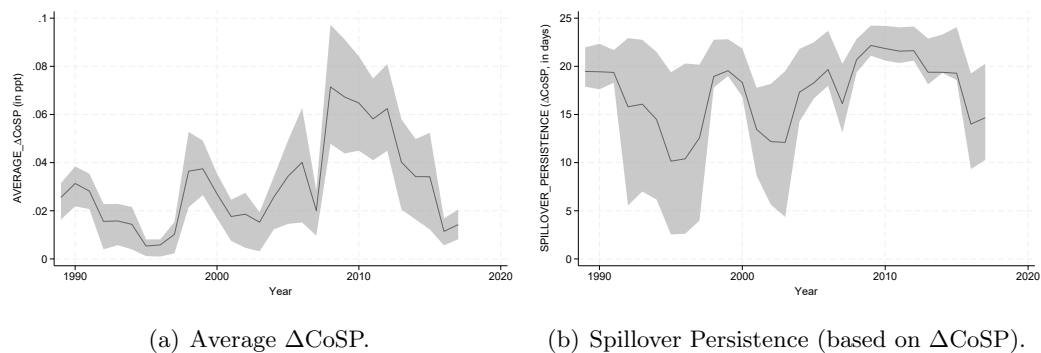 .1
.08
.06
.04
.02
0
AVERAGE_ΔCoSP (in ppt)
1990 2000 2010 2020
Year
25
20
15
10
5
0
SPILLOVER_PERSISTENCE (ΔCoSP, in days)
1990 2000 2010 2020
Year
(a) Average ΔCoSP.
(b) Spillover Persistence (based on ΔCoSP).